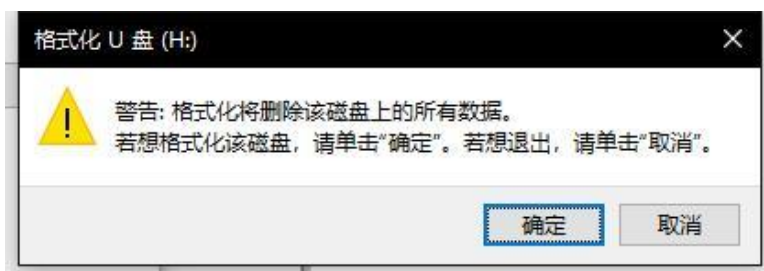 格式化 U 盘 (H:)
警告: 格式化将删除该磁盘上的所有数据。
若想格式化该磁盘，请单击“确定”。若想退出，请单击“取消”。
确定
取消